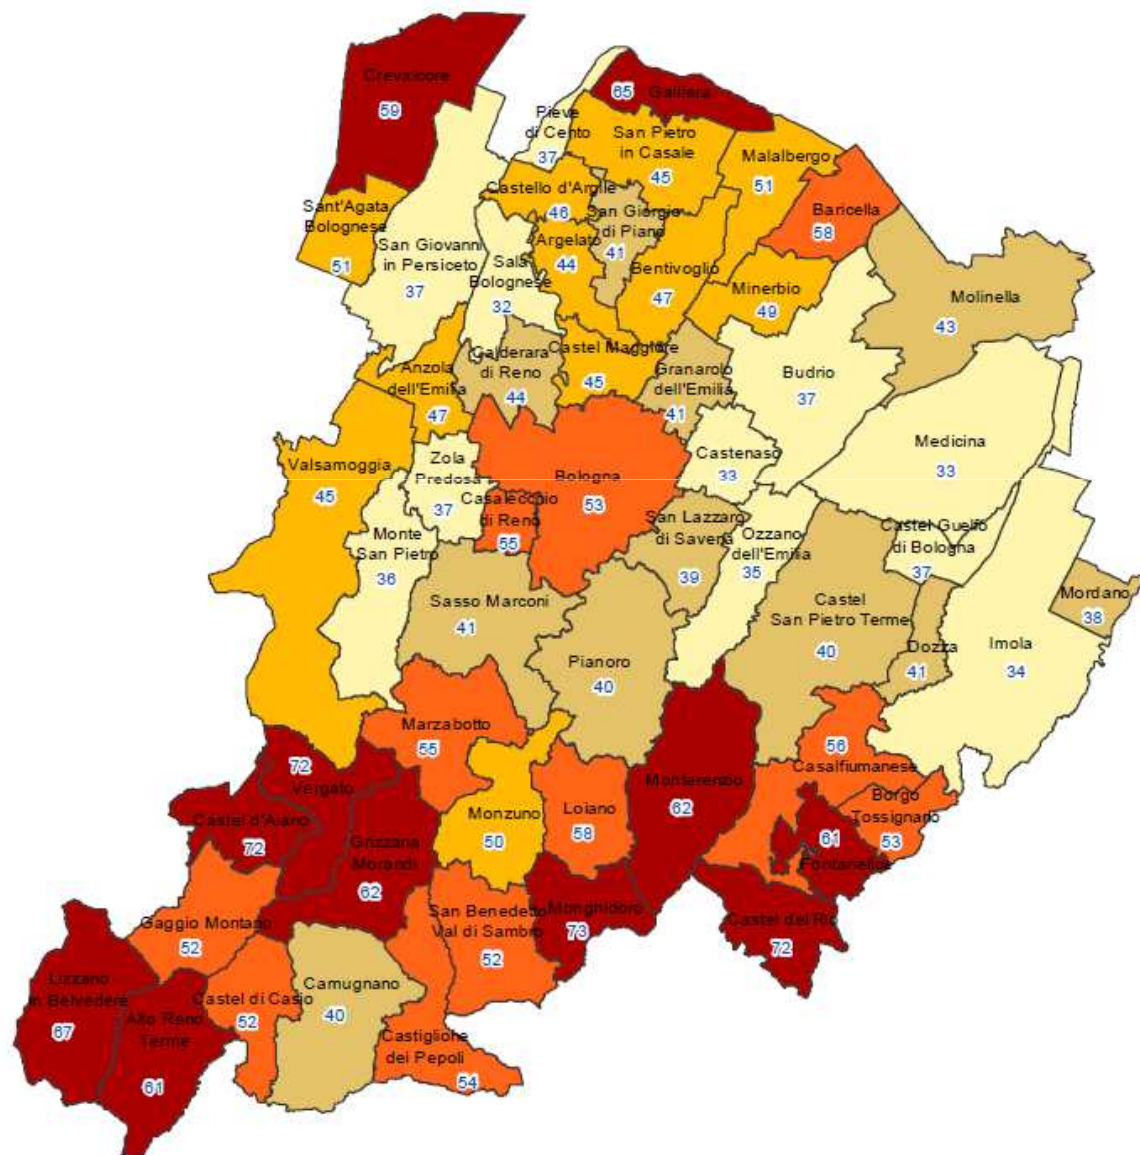 Crevalcore
59
65
Galliera
Pieve
di Cento
37
San Pietro
in Casale
45
Malalbergo
51
Baricella
58
Sant'Agata
Bolognese
51
San Giovanni
in Persiceto
37
Castello d'Argile
46
San Giorgio
di Piano
41
Sala
Bolognese
32
Argelato
44
Bentivoglio
47
Minerbio
49
Molinella
43
Anzola
dell'Emilia
47
Calderara
di Reno
44
Castel Maggiore
45
Granarolo
dell'Emilia
41
Budrio
37
Medicina
33
Valsamoggia
45
Zola
Predosa
37
Casalecchio
di Reno
55
Bologna
53
Castenaso
33
Monte
San Pietro
36
San Lazzaro
di Savena
39
Ozzano
dell'Emilia
35
Castel Guelfo
di Bologna
37
Sasso Marconi
41
Pianoro
40
Castel
San Pietro Terme
40
Dozza
41
Imola
34
Mordano
38
Marzabotto
55
72
Vergato
Monzuno
50
Loiano
58
Monterenzio
62
56
Casalfiumanese
Borgo
Tossignano
53
Castel d'Aiano
72
Grizzana
Morandi
62
61
Fontanelice
Gaggio Montano
52
San Benedetto
Val di Sambro
52
Monghidoro
73
Castel del Rio
72
Lizzano
in Belvedere
67
Alto Reno
Terme
61
Castel di Casio
52
Camugnano
40
Castiglione
dei Pepoli
54